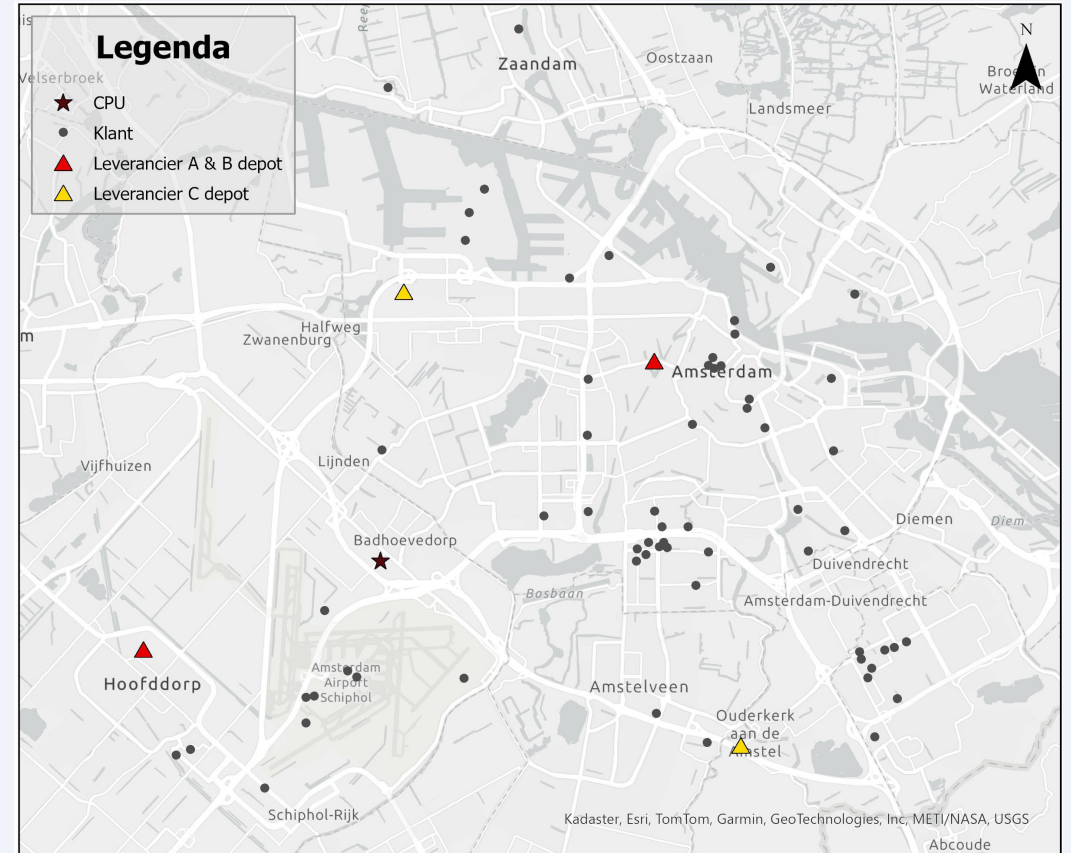 is
Legenda
CPU
Klant
Leverancier A & B depot
Leverancier C depot
Velserbroek
Reef
Zaandam
Oostzaan
N
Landsmeer
Waterland
Halfweg
Zwanenburg
m
Amsterdam
Vijfhuizen
Lijnden
Badhoevedorp
Diemen
Diem
Duivendrecht
Bosbaan
Amsterdam-Duivendrecht
Hoofddorp
Amsterdam
Airport
Schiphol
Amstelveen
Ouderkerk
aan de
Amstel
Schiphol-Rijk
Kadaster, Esri, TomTom, Garmin, GeoTechnologies, Inc, METI/NASA, USGS
Abcoude